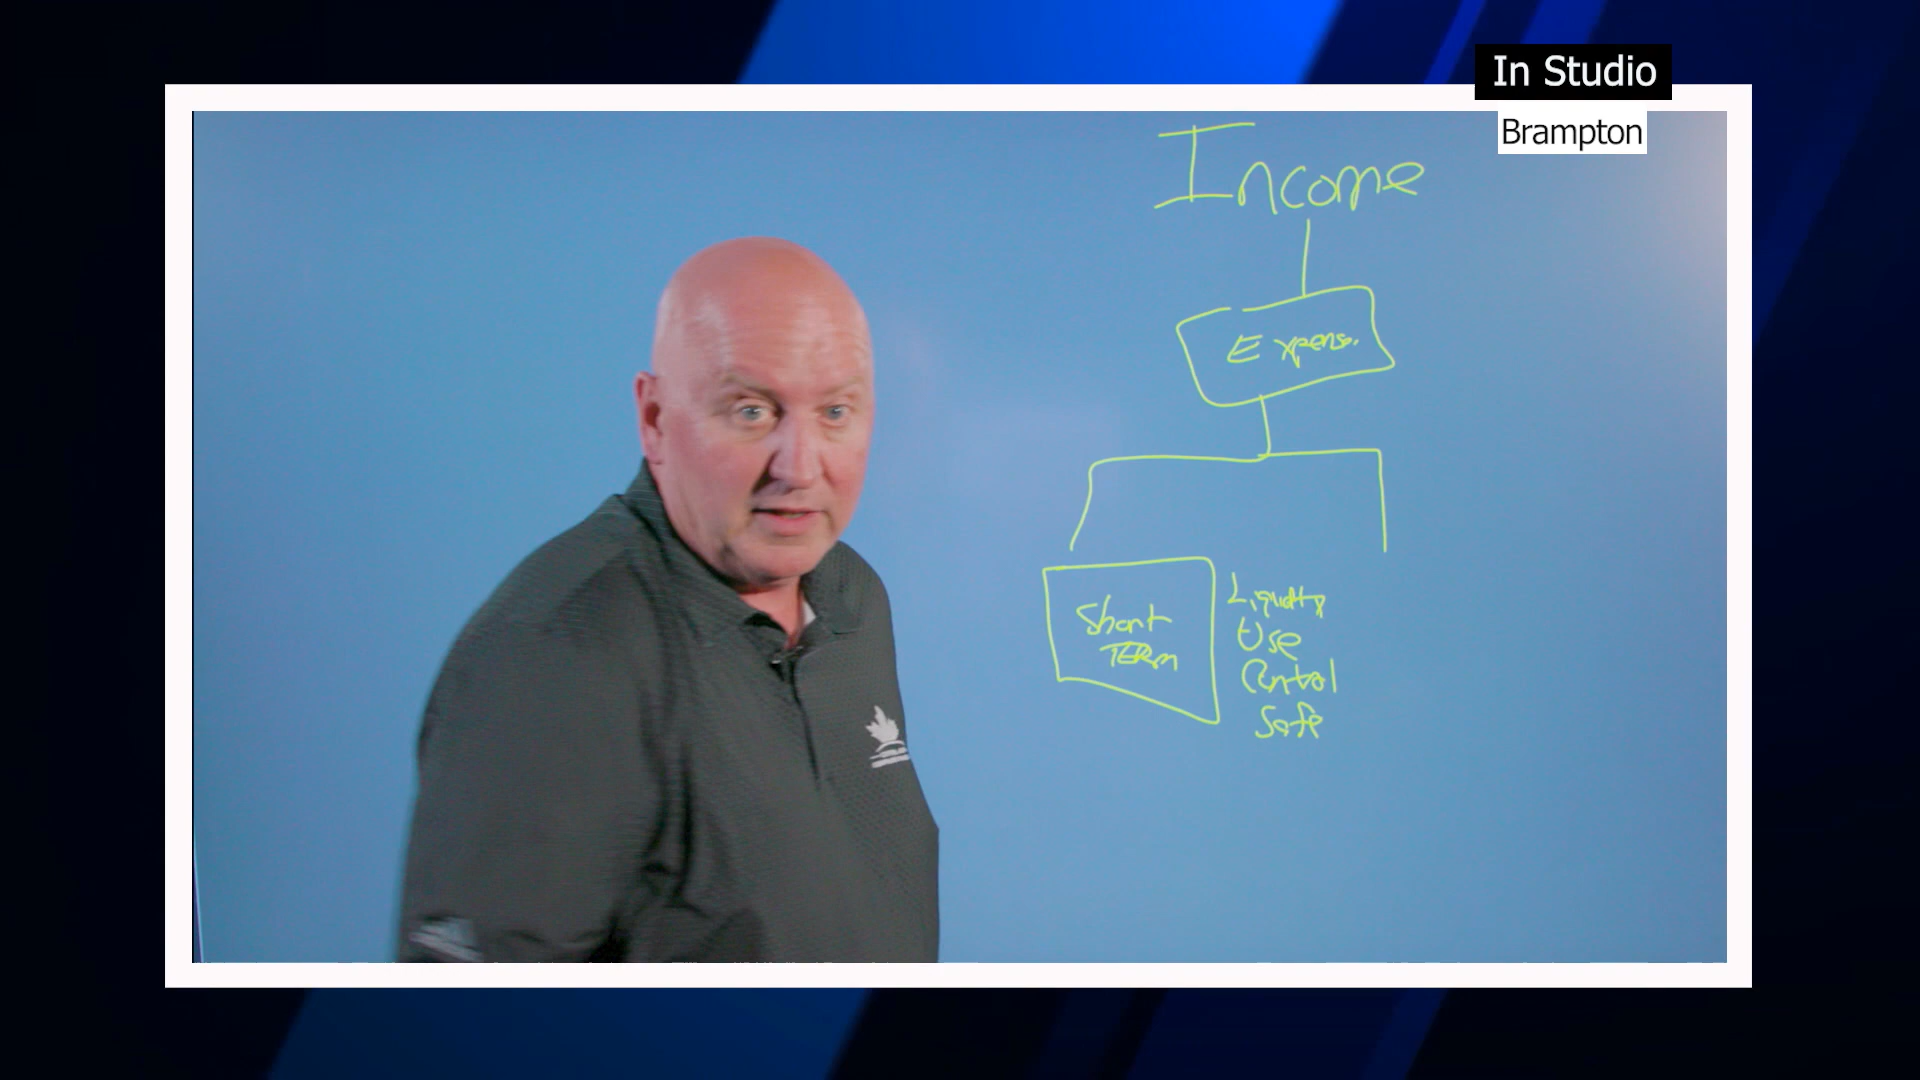 In Studio
Brampton
Income
Expense.
Short
TERM
Liquidity
Use
Control
Safe